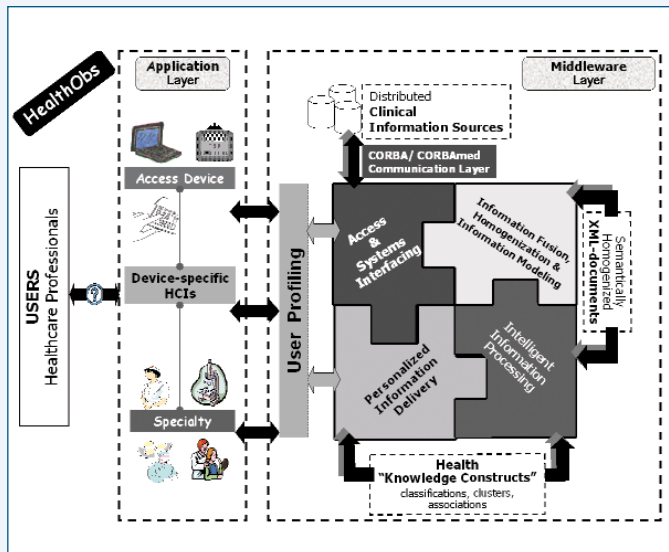 HealthObs
Application
Layer
Middleware
Layer
Distributed
Clinical
Information Sources
CORBA/ CORBAmed
Communication Layer
USERS
Healthcare Professionals
?
Access Device
Device-specific
HCIs
Specialty
User Profiling
Access
&
Systems
Interfacing
Information Fusion,
Homogenization &
Information Modeling
Personalized
Information
Delivery
Intelligent
Information
Processing
Semantically
Homogenized
XML-documents
Health
"Knowledge Constructs"
classifications, clusters,
associations